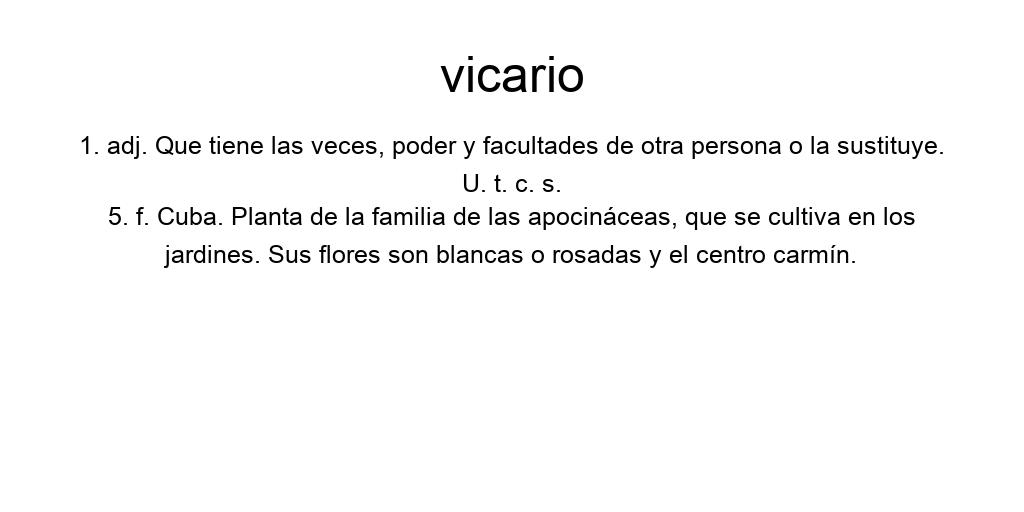 vicario
1. adj. Que tiene las veces, poder y facultades de otra persona o la sustituye.
U. t. c. s.
5. f. Cuba. Planta de la familia de las apocináceas, que se cultiva en los
jardines. Sus flores son blancas o rosadas y el centro carmín.